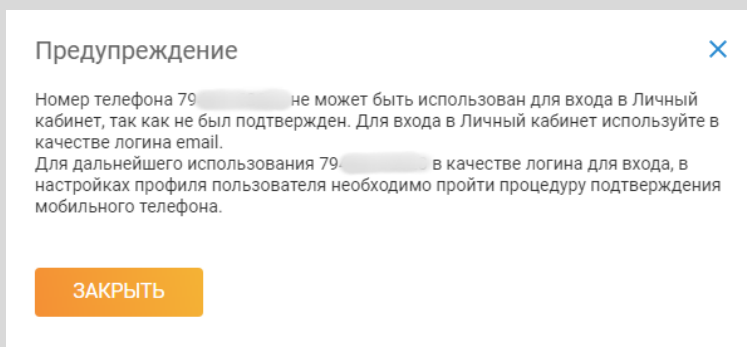 Предупреждение
Номер телефона 79 не может быть использован для входа в Личный
кабинет, так как не был подтвержден. Для входа в Личный кабинет используйте в
качестве логина email.
Для дальнейшего использования 79 в качестве логина для входа, в
настройках профиля пользователя необходимо пройти процедуру подтверждения
мобильного телефона.
ЗАКРЫТЬ